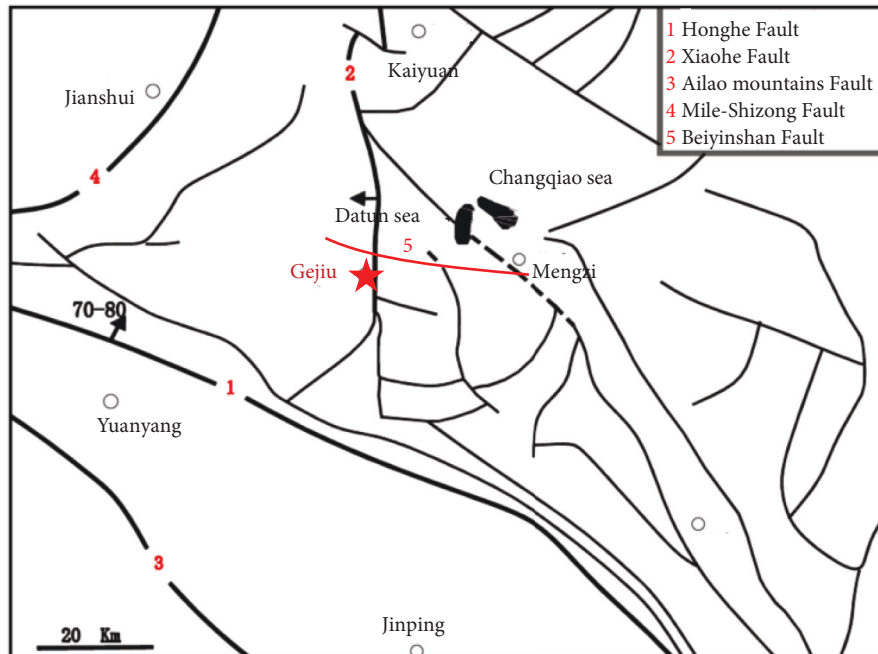 1 Honghe Fault
2 Xiaohe Fault
3 Ailao mountains Fault
4 Mile-Shizong Fault
5 Beiyinshan Fault
Kaiyuan
2
Jianshui
4
Changqiao sea
Datun sea
5
Gejiu
Mengzi
70-80
1
Yuanyang
3
Jinping
20 Km